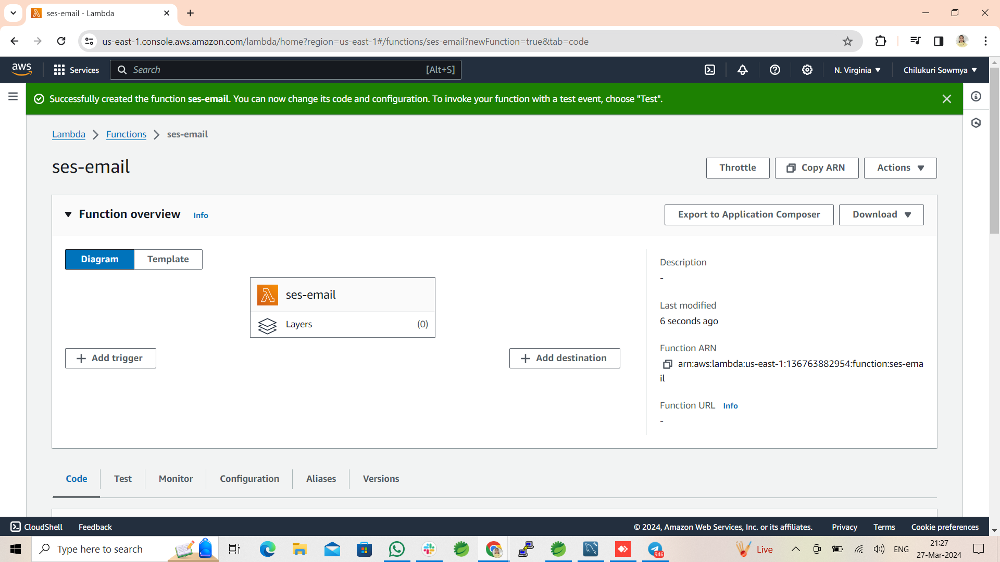 ses-email - Lambda
us-east-1.console.aws.amazon.com/lambda/home?region=us-east-1#/functions/ses-email?newFunction=true&tab=code
aws
Services
Search
[Alt+S]
N. Virginia
Chilukuri Sowmya
Successfully created the function ses-email. You can now change its code and configuration. To invoke your function with a test event, choose "Test".
Lambda
Functions
ses-email
ses-email
Throttle
Copy ARN
Actions
Function overview
Info
Export to Application Composer
Download
Diagram
Template
ses-email
Layers
(0)
Add trigger
Add destination
Description
-
Last modified
6 seconds ago
Function ARN
arn:aws:lambda:us-east-1:136763882954:function:ses-ema
il
Function URL
Info
-
Code
Test
Monitor
Configuration
Aliases
Versions
CloudShell
Feedback
© 2024, Amazon Web Services, Inc. or its affiliates.
Privacy
Terms
Cookie preferences
Type here to search
946
Live
ENG
21:27
27-Mar-2024